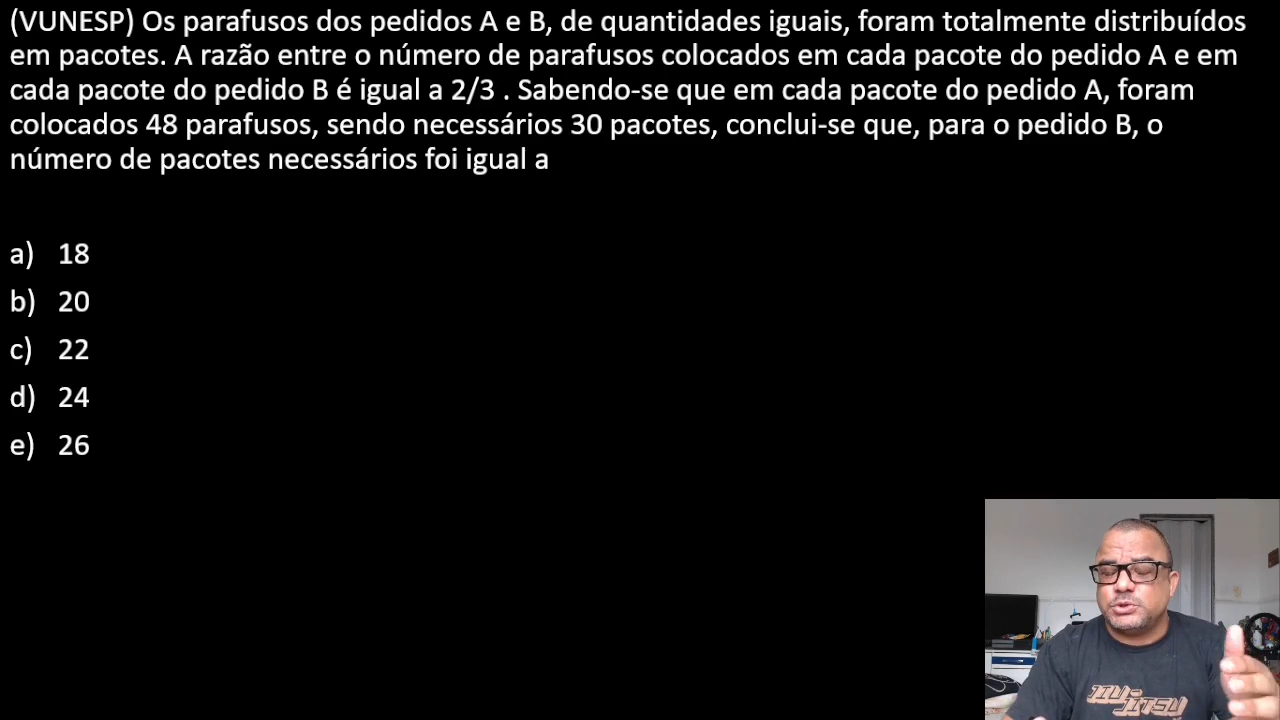 (VUNESP) Os parafusos dos pedidos A e B, de quantidades iguais, foram totalmente distribuídos
em pacotes. A razão entre o número de parafusos colocados em cada pacote do pedido A e em
cada pacote do pedido B é igual a 2/3 . Sabendo-se que em cada pacote do pedido A, foram
colocados 48 parafusos, sendo necessários 30 pacotes, conclui-se que, para o pedido B, o
número de pacotes necessários foi igual a
a) 18
b) 20
c) 22
d) 24
e) 26
JIU-
JITSU